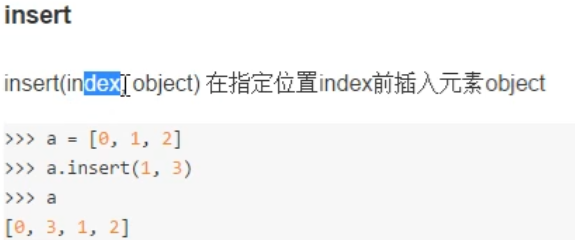 insert
insert(index, object) 在指定位置index前插入元素object
>>> a = [0, 1, 2]
>>> a.insert(1, 3)
>>> a
[0, 3, 1, 2]